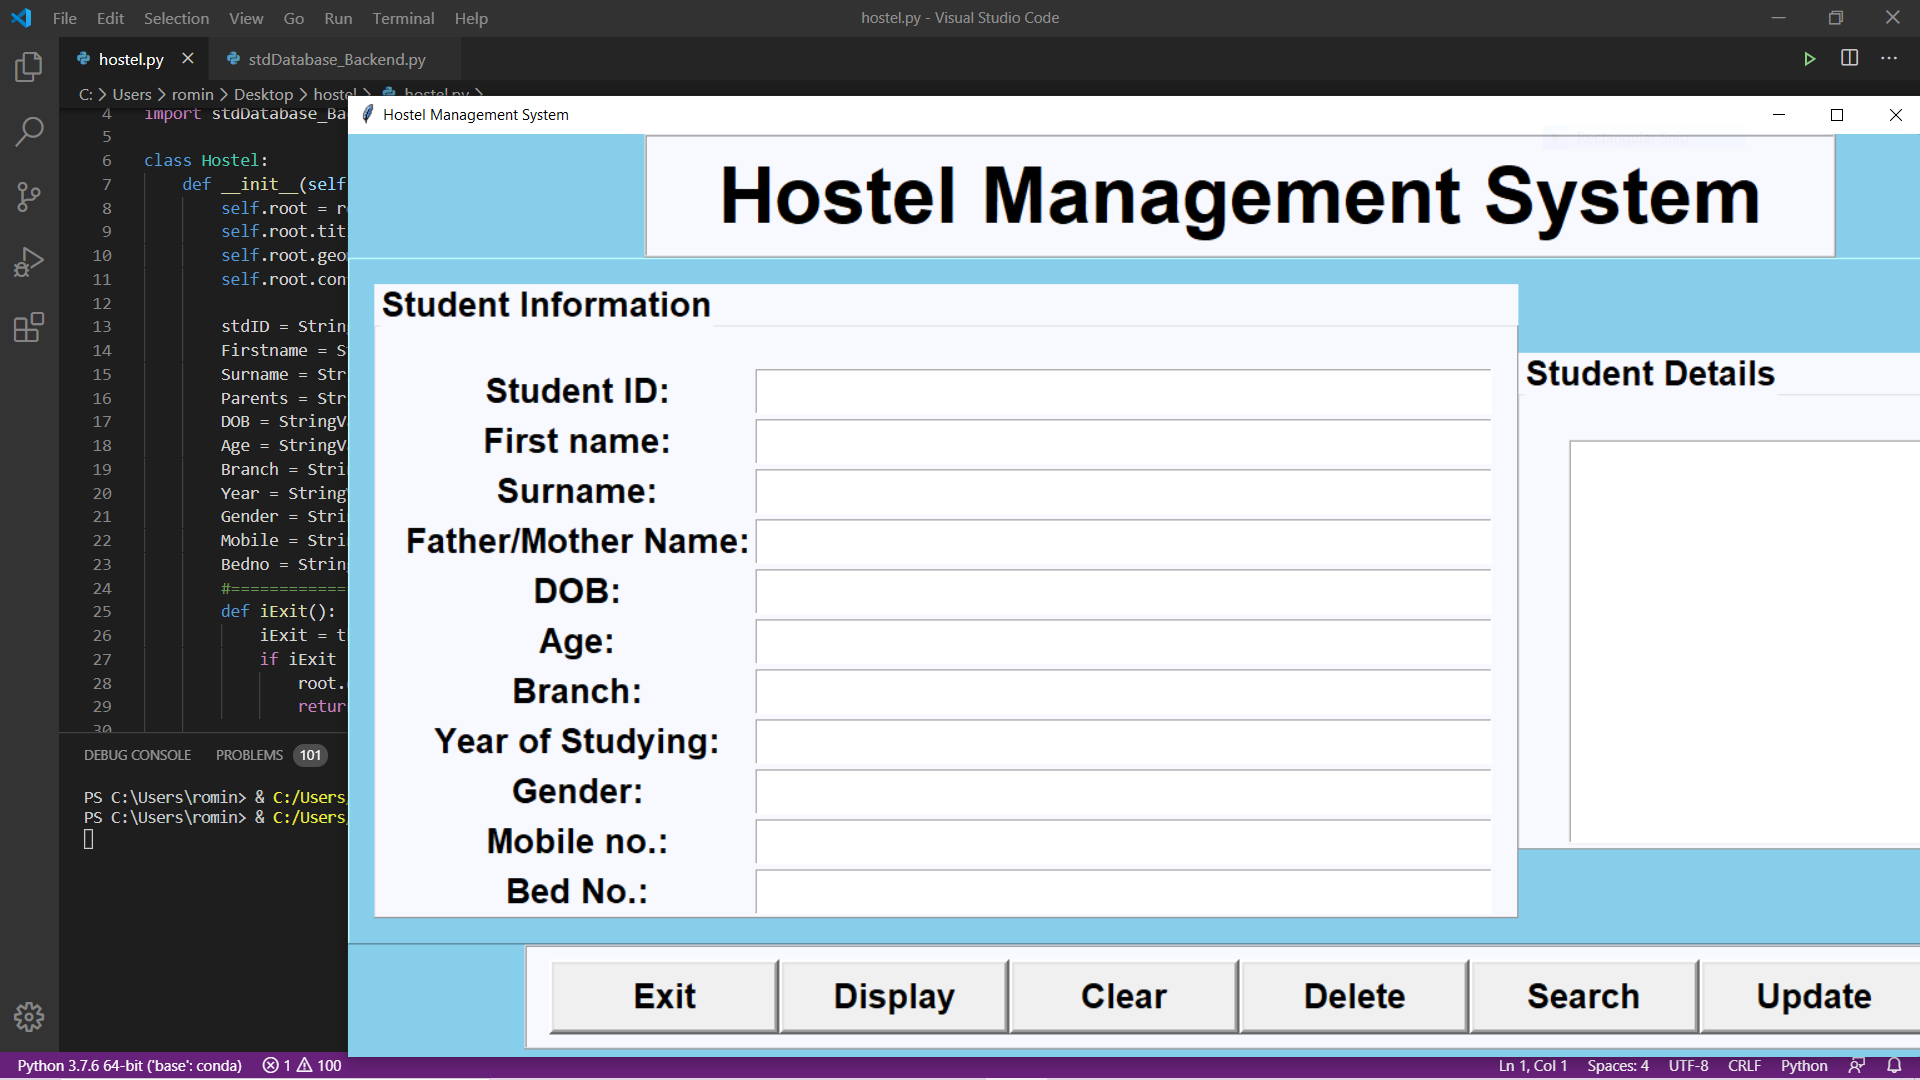 File Edit Selection View Go Run Terminal Help
hostel.py - Visual Studio Code
hostel.py
stdDatabase_Backend.py
C: > Users > romin > Desktop > hostel > hostel.py >
4 import stdDatabase_Ba
5
6 class Hostel:
7 def __init__(self
8 self.root = r
9 self.root.tit
10 self.root.geo
11 self.root.con
12
13 stdID = Strin
14 Firstname = S
15 Surname = Str
16 Parents = Str
17 DOB = StringV
18 Age = StringV
19 Branch = Stri
20 Year = String
21 Gender = Stri
22 Mobile = Stri
23 Bedno = Strin
24 #============
25 def iExit():
26 iExit = t
27 if iExit
28 root.
29 retur
30
DEBUG CONSOLE PROBLEMS 101
PS C:\Users\romin> & C:/Users/
PS C:\Users\romin> & C:/Users/
Hostel Management System
Hostel Management System
Student Information
Student ID:
First name:
Surname:
Father/Mother Name:
DOB:
Age:
Branch:
Year of Studying:
Gender:
Mobile no.:
Bed No.:
Student Details
Exit Display Clear Delete Search Update
Python 3.7.6 64-bit ('base': conda) 1 100
Ln 1, Col 1 Spaces: 4 UTF-8 CRLF Python